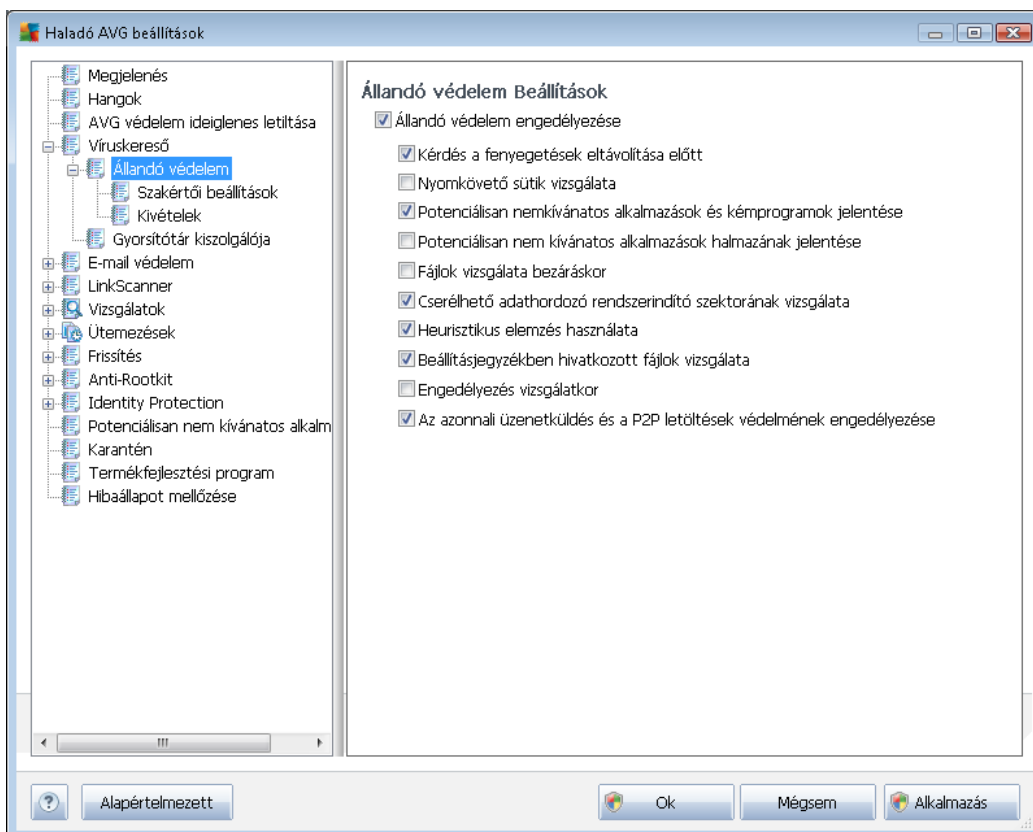 Haladó AVG beállítások
Megjelenés
Hangok
AVG védelem ideiglenes letiltása
Víruskereső
Állandó védelem
Szakértői beállítások
Kivételek
Gyorsítótár kiszolgálója
E-mail védelem
LinkScanner
Vizsgálatok
Ütemezések
Frissítés
Anti-Rootkit
Identity Protection
Potenciálisan nem kívánatos alkalm
Karantén
Termékfejlesztési program
Hibaállapot mellőzése
Állandó védelem Beállítások
Állandó védelem engedélyezése
Kérdés a fenyegetések eltávolítása előtt
Nyomkövető sütik vizsgálata
Potenciálisan nemkívánatos alkalmazások és kémprogramok jelentése
Potenciálisan nem kívánatos alkalmazások halmazának jelentése
Fájlok vizsgálata bezáráskor
Cserélhető adathordozó rendszerindító szektorának vizsgálata
Heurisztikus elemzés használata
Beállításjegyzékben hivatkozott fájlok vizsgálata
Engedélyezés vizsgálatkor
Az azonnali üzenetküldés és a P2P letöltések védelmének engedélyezése
? Alapértelmezett Ok Mégsem Alkalmazás